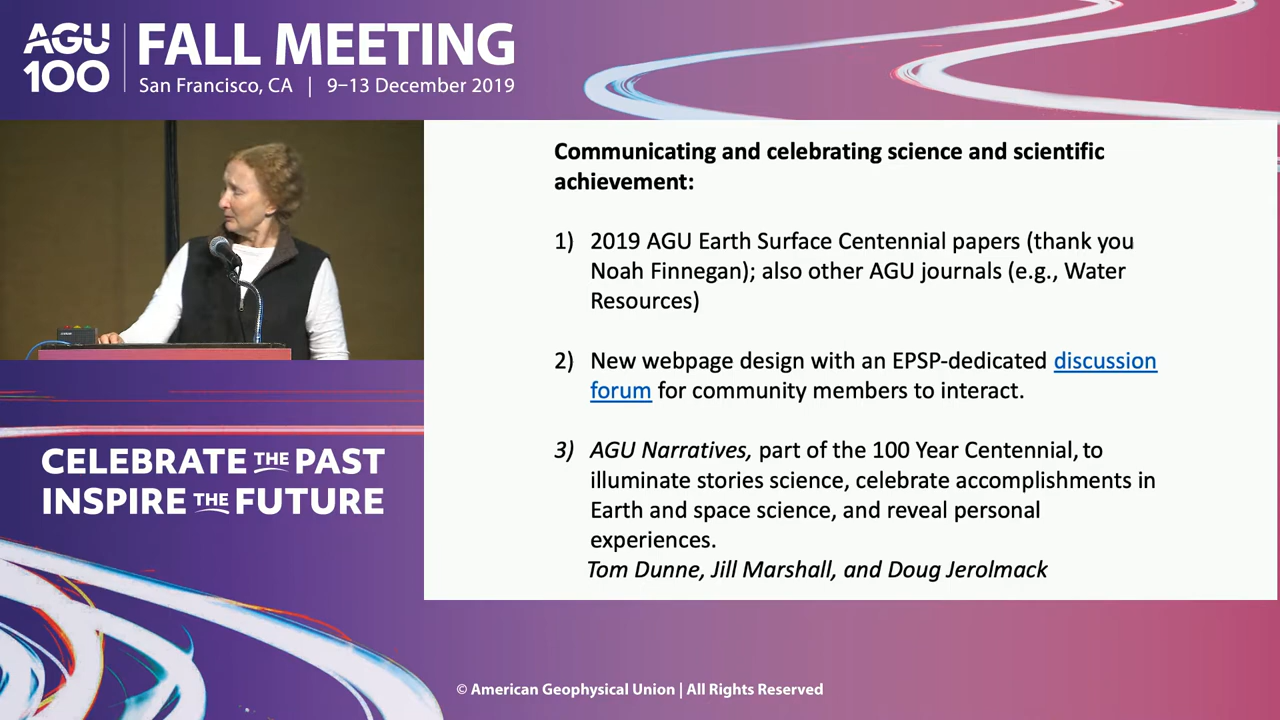 AGU
100
FALL MEETING
San Francisco, CA | 9–13 December 2019
Communicating and celebrating science and scientific
achievement:
1) 2019 AGU Earth Surface Centennial papers (thank you
Noah Finnegan); also other AGU journals (e.g., Water
Resources)
2) New webpage design with an EPSP-dedicated discussion
forum for community members to interact.
3) AGU Narratives, part of the 100 Year Centennial, to
illuminate stories science, celebrate accomplishments in
Earth and space science, and reveal personal
experiences.
Tom Dunne, Jill Marshall, and Doug Jerolmack
CELEBRATE THE PAST
INSPIRE THE FUTURE
© American Geophysical Union | All Rights Reserved